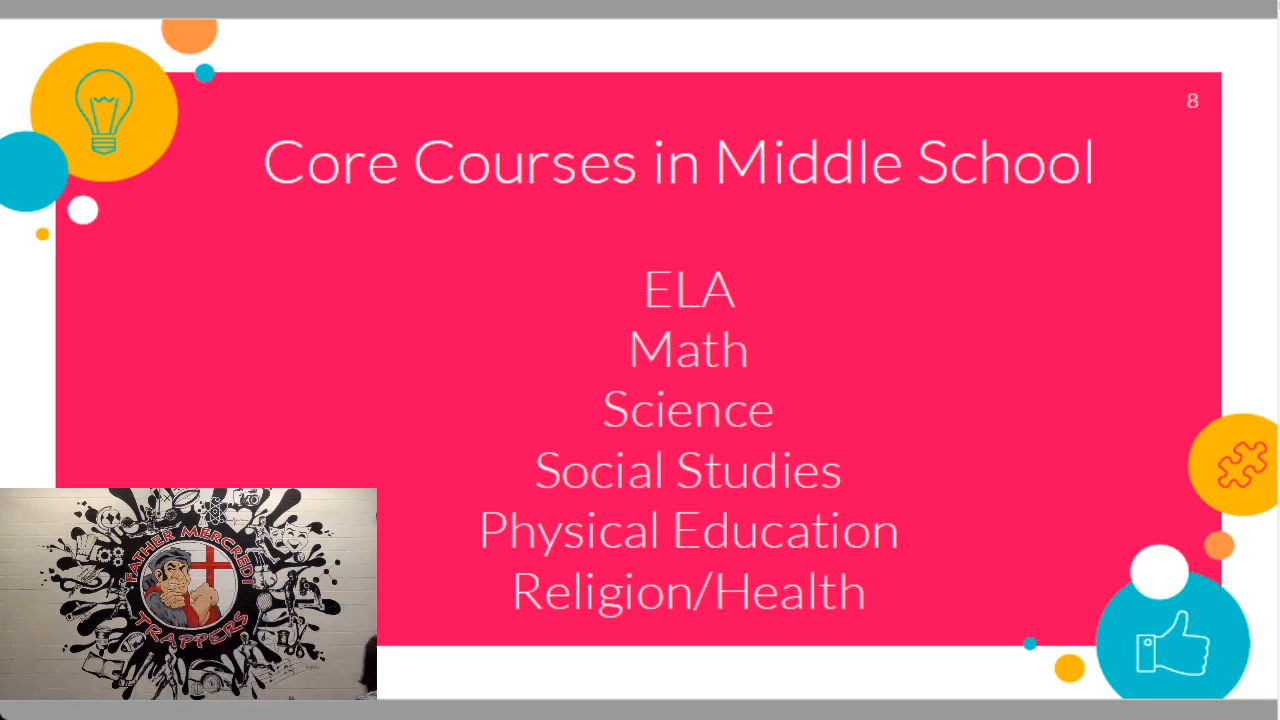 8
Core Courses in Middle School
ELA
Math
Science
Social Studies
Physical Education
Religion/Health
FATHER MERCREDI
TRAPPERS